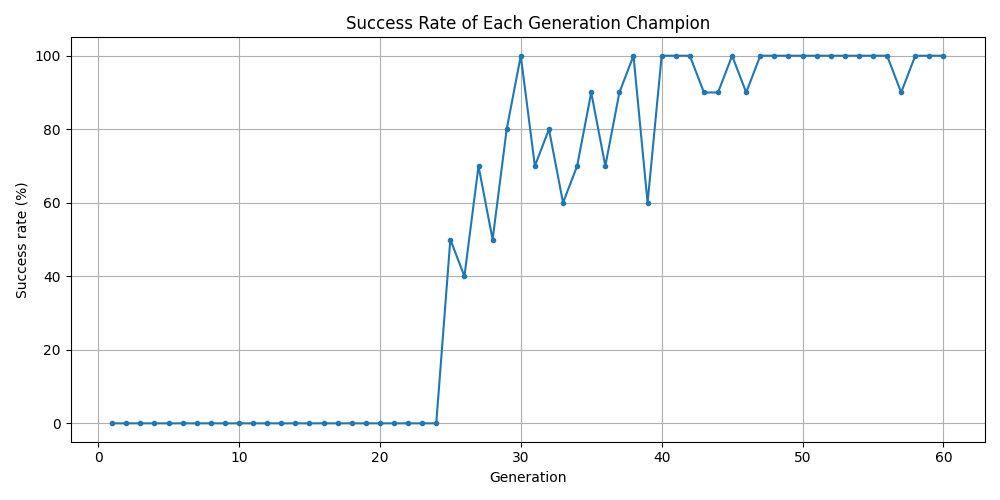 Success Rate of Each Generation Champion
100
80
60
40
20
0
Success rate (%)
0 10 20 30 40 50 60
Generation